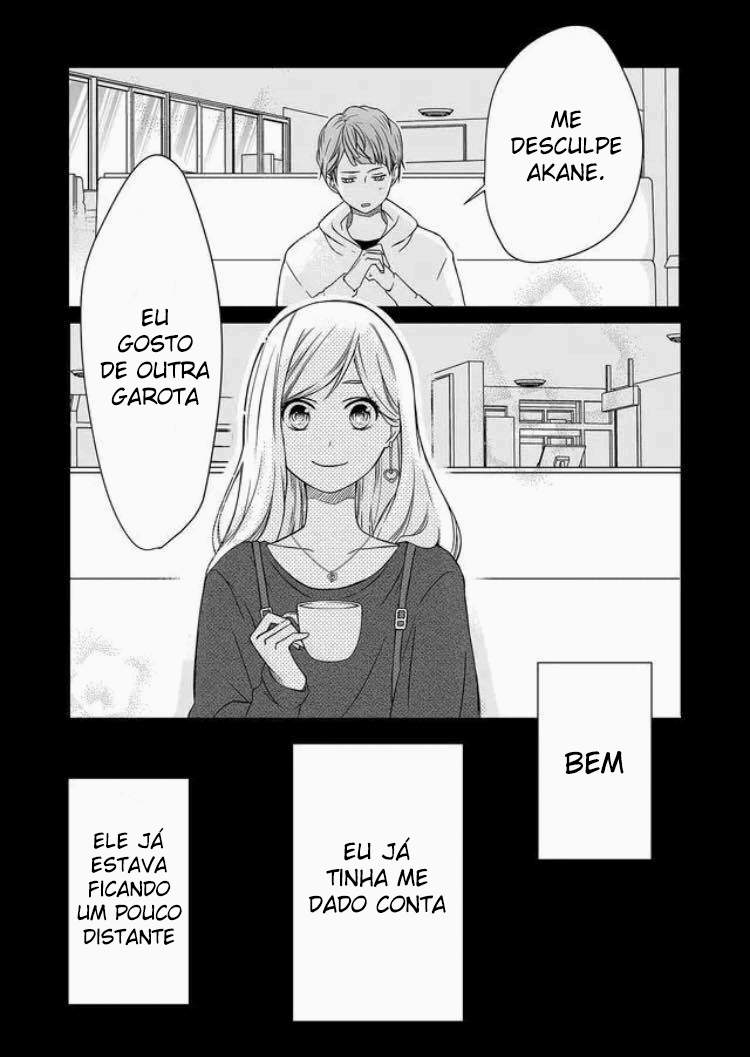 ME
DESCULPE
AKANE.
EU
GOSTO
DE OUTRA
GAROTA
BEM
EU JÁ
TINHA ME
DADO CONTA
ELE JÁ
ESTAVA
FICANDO
UM POUCO
DISTANTE